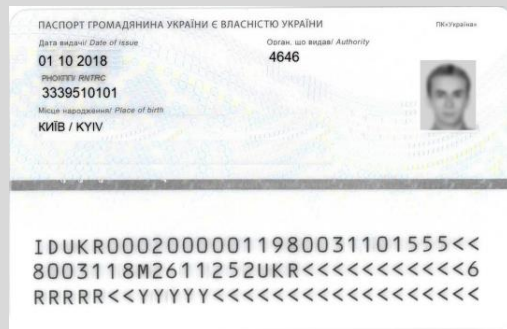 ПАСПОРТ ГРОМАДЯНИНА УКРАЇНИ Є ВЛАСНІСТЮ УКРАЇНИ
ПК«Україна»
Дата видачі/ Date of issue
Орган, що видав/ Authority
01 10 2018
4646
РНОКПП/ RNTRC
3339510101
Місце народження/ Place of birth
КИЇВ / KYIV
IDUKR00020000011980031101555<<
8003118M2611252UKR<<<<<<<<<<<6
RRRRR<<YYYYY<<<<<<<<<<<<<<<<<<